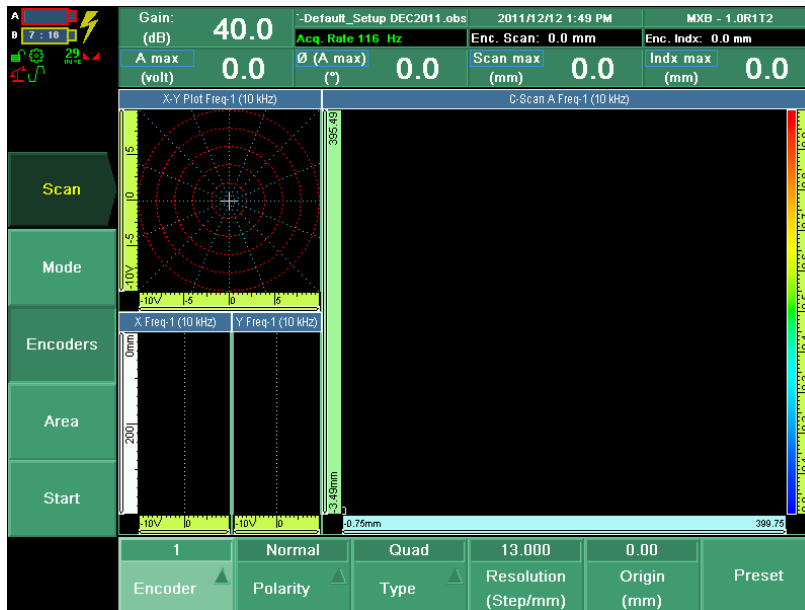 A
B 7 : 16
29
IN °C
Gain:
(dB)
40.0
-Default_Setup DEC2011.obs
2011/12/12 1:49 PM
MXB - 1.0R1T2
Acq. Rate 116 Hz
Enc. Scan: 0.0 mm
Enc. Indx: 0.0 mm
A max
(volt)
0.0
Ø (A max)
(°)
0.0
Scan max
(mm)
0.0
Indx max
(mm)
0.0
X-Y Plot Freq-1 (10 kHz)
C-Scan A Freq-1 (10 kHz)
5
0
-5
-10V
-10V
-5
0
5
395.49
-3.49mm
-0.75mm
399.75
X Freq-1 (10 kHz)
Y Freq-1 (10 kHz)
0mm
200
-10V
0
-10V
0
Scan
Mode
Encoders
Area
Start
1
Encoder
Normal
Polarity
Quad
Type
13.000
Resolution
(Step/mm)
0.00
Origin
(mm)
Preset